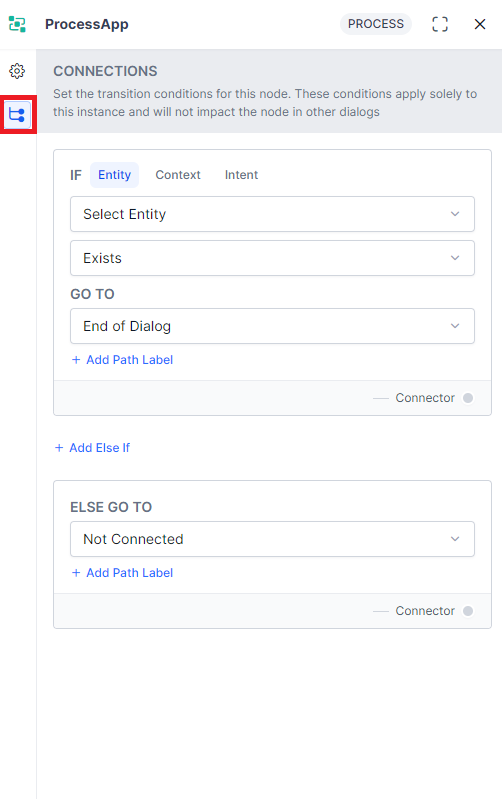 ProcessApp
PROCESS
CONNECTIONS
Set the transition conditions for this node. These conditions apply solely to
this instance and will not impact the node in other dialogs
IF Entity Context Intent
Select Entity
Exists
GO TO
End of Dialog
+ Add Path Label
Connector
+ Add Else If
ELSE GO TO
Not Connected
+ Add Path Label
Connector